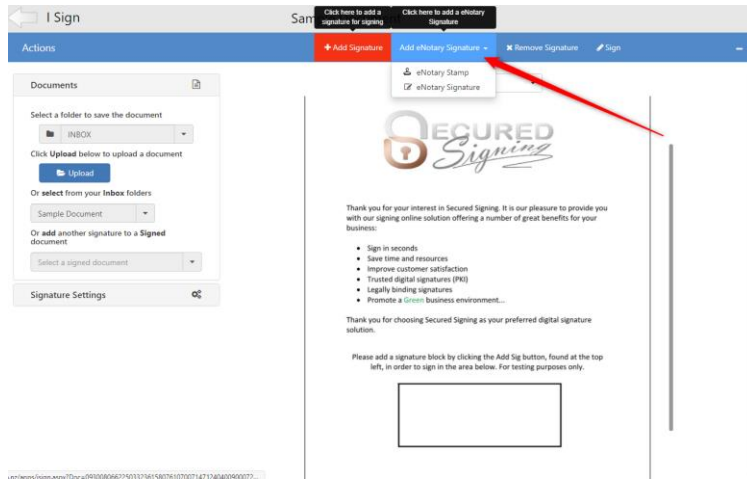 I Sign
Sam
Click here to add a
signature for signing
Click here to add a eNotary
Signature
Actions
Add Signature
Add eNotary Signature
Remove Signature
Sign
eNotary Stamp
eNotary Signature
Documents
Select a folder to save the document
INBOX
Click Upload below to upload a document
Upload
Or select from your Inbox folders
Sample Document
Or add another signature to a Signed
document
Select a signed document
Signature Settings
SECURED
Signing
Thank you for your interest in Secured Signing. It is our pleasure to provide you
with our signing online solution offering a number of great benefits for your
business:
• Sign in seconds
• Save time and resources
• Improve customer satisfaction
• Trusted digital signatures (PKI)
• Legally binding signatures
• Promote a Green business environment...
Thank you for choosing Secured Signing as your preferred digital signature
solution.
Please add a signature block by clicking the Add Sig button, found at the top
left, in order to sign in the area below. For testing purposes only.